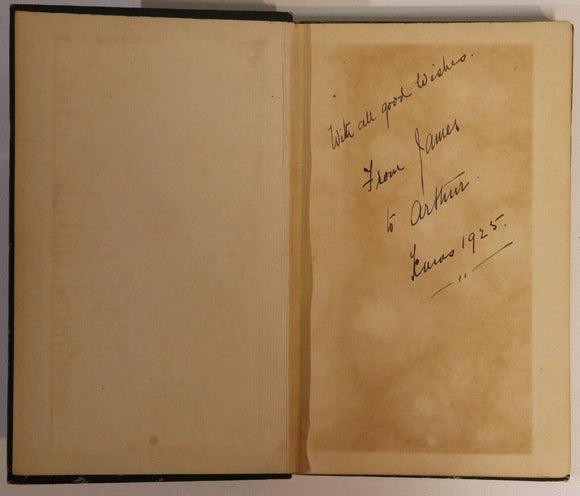 With all good Wishes.
From James
to Arthur.
Xmas 1925.